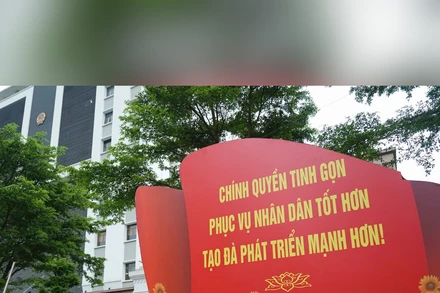 CHÍNH QUYỀN TINH GỌN
PHỤC VỤ NHÂN DÂN TỐT HƠN
TẠO ĐÀ PHÁT TRIỂN MẠNH HƠN!